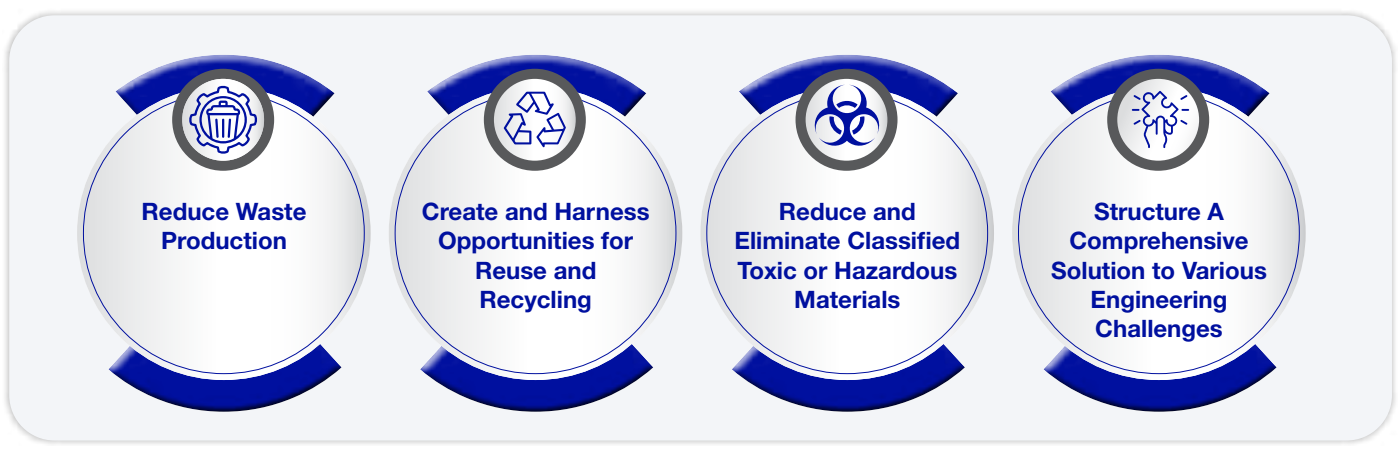 Reduce Waste
Production
Create and Harness
Opportunities for
Reuse and
Recycling
Reduce and
Eliminate Classified
Toxic or Hazardous
Materials
Structure A
Comprehensive
Solution to Various
Engineering
Challenges